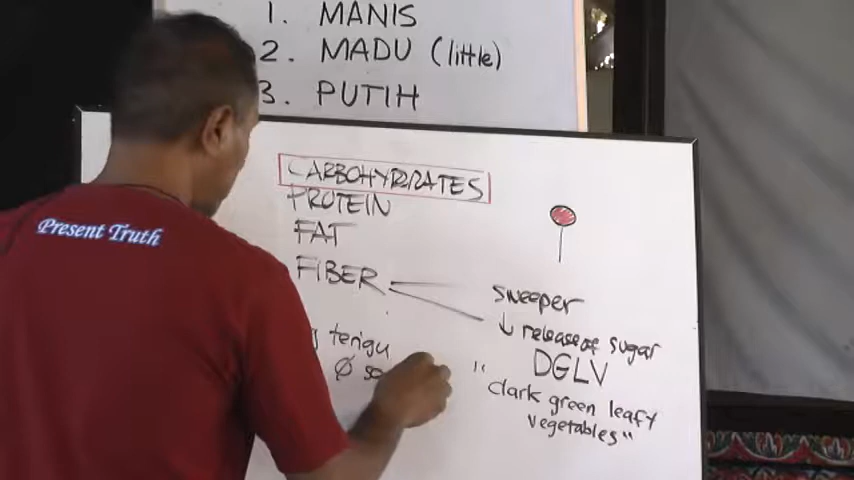 1. MANIS
2. MADU (little)
3. PUTIH
CARBOHYRRATES
PROTEIN
FAT
FIBER
sweeper
↓ release of sugar
DGLV
"dark green leafy
vegetables"
terigu
Ø
Present Truth